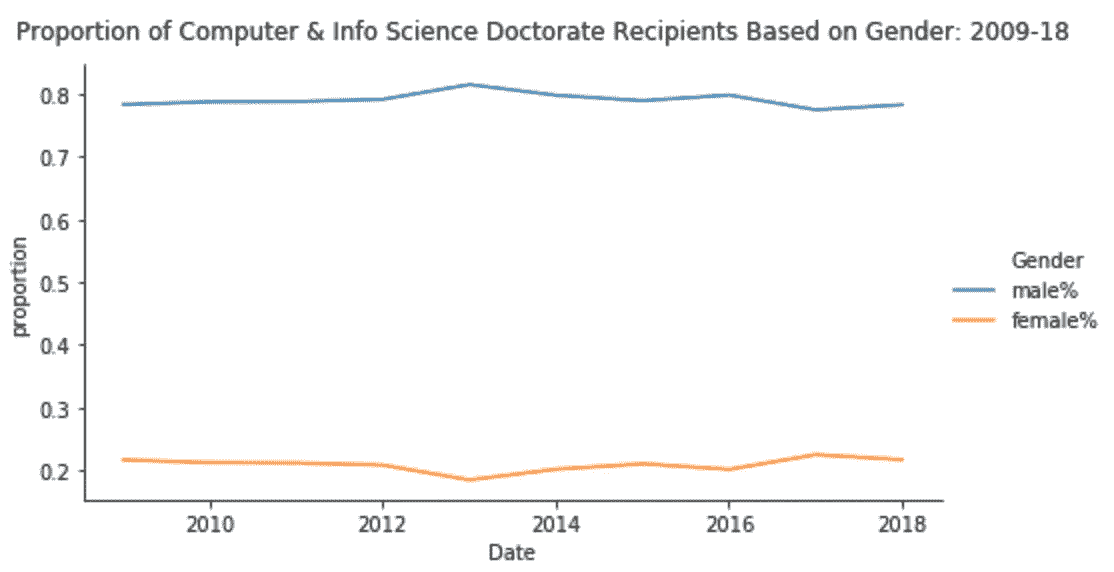 Proportion of Computer & Info Science Doctorate Recipients Based on Gender: 2009-18
0.8
0.7
0.6
0.5
0.4
0.3
0.2
proportion
2010 2012 2014 2016 2018
Date
Gender
male%
female%